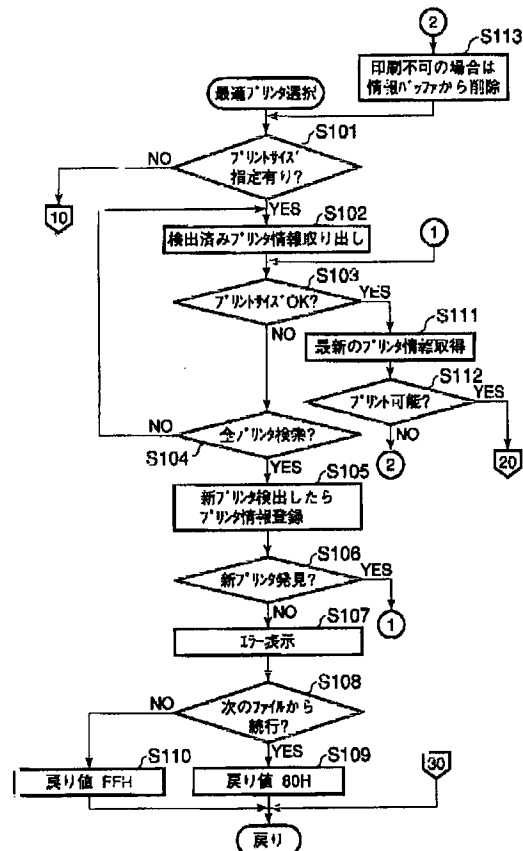 ②
S113
印刷不可の場合は
情報バッファから削除
最適プリンタ選択
S101
プリントサイズ
指定有り?
NO
YES
10
S102
検出済みプリンタ情報取り出し
①
S103
プリントサイズOK?
YES
NO
S111
最新のプリンタ情報取得
S112
プリント可能?
YES
NO
②
20
NO
全プリンタ検索?
S104
YES
S105
新プリンタ検出したら
プリンタ情報登録
S106
新プリンタ発見?
YES
NO
①
S107
エラー表示
S108
次のファイルから
続行?
NO
YES
S110
戻り値 FFH
S109
戻り値 80H
30
戻り